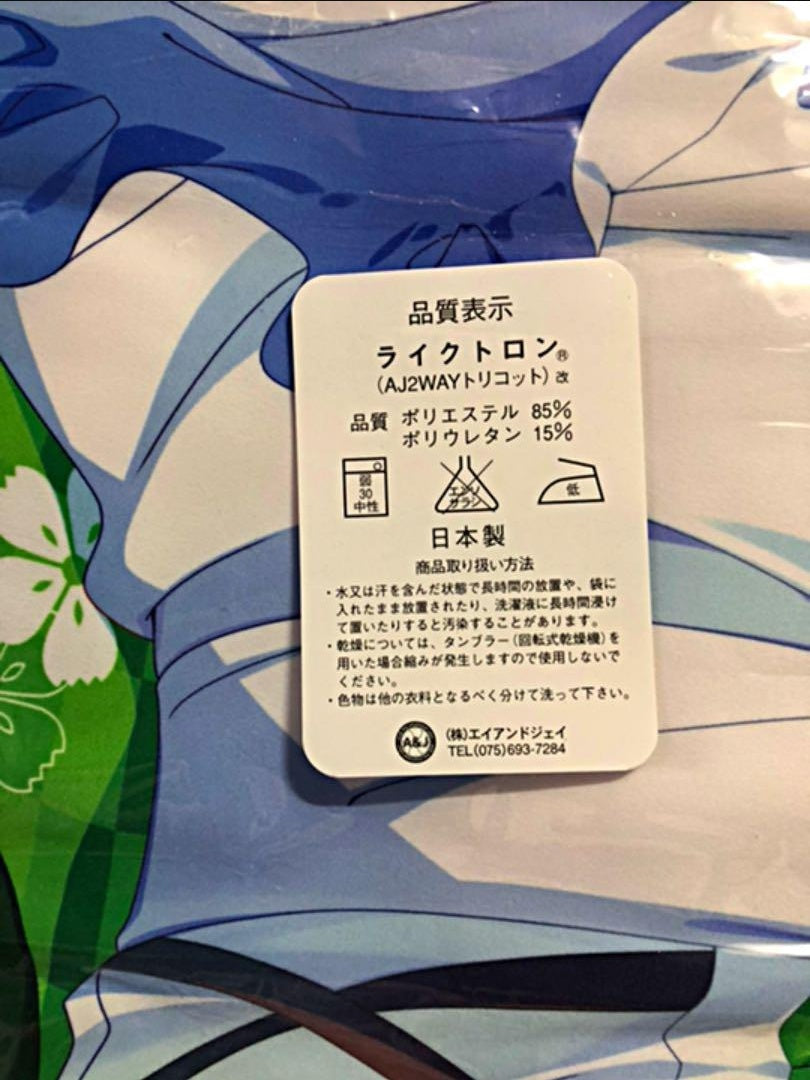 品質表示
ライクトロン®
(AJ2WAYトリコット) 改
品質 ポリエステル 85%
ポリウレタン 15%
弱
30
中性
エンソ
サラシ
低
日本製
商品取り扱い方法
・水又は汗を含んだ状態で長時間の放置や、袋に
入れたまま放置されたり、洗濯液に長時間浸け
て置いたりすると汚染することがあります。
・乾燥については、タンブラー(回転式乾燥機)を
用いた場合縮みが発生しますので使用しないで
ください。
・色物は他の衣料となるべく分けて洗って下さい。
A&J
(株)エイアンドジェイ
TEL(075)693-7284